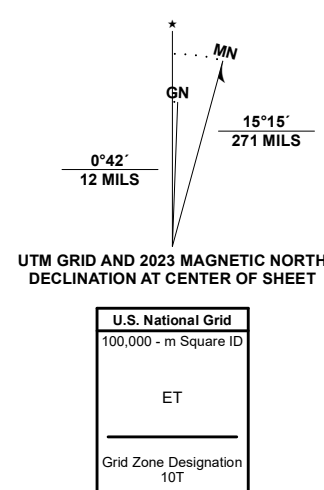 ★
MN
GN
15°15´
271 MILS
0°42´
12 MILS
UTM GRID AND 2023 MAGNETIC NORTH
DECLINATION AT CENTER OF SHEET
U.S. National Grid
100,000 - m Square ID
ET
Grid Zone Designation
10T